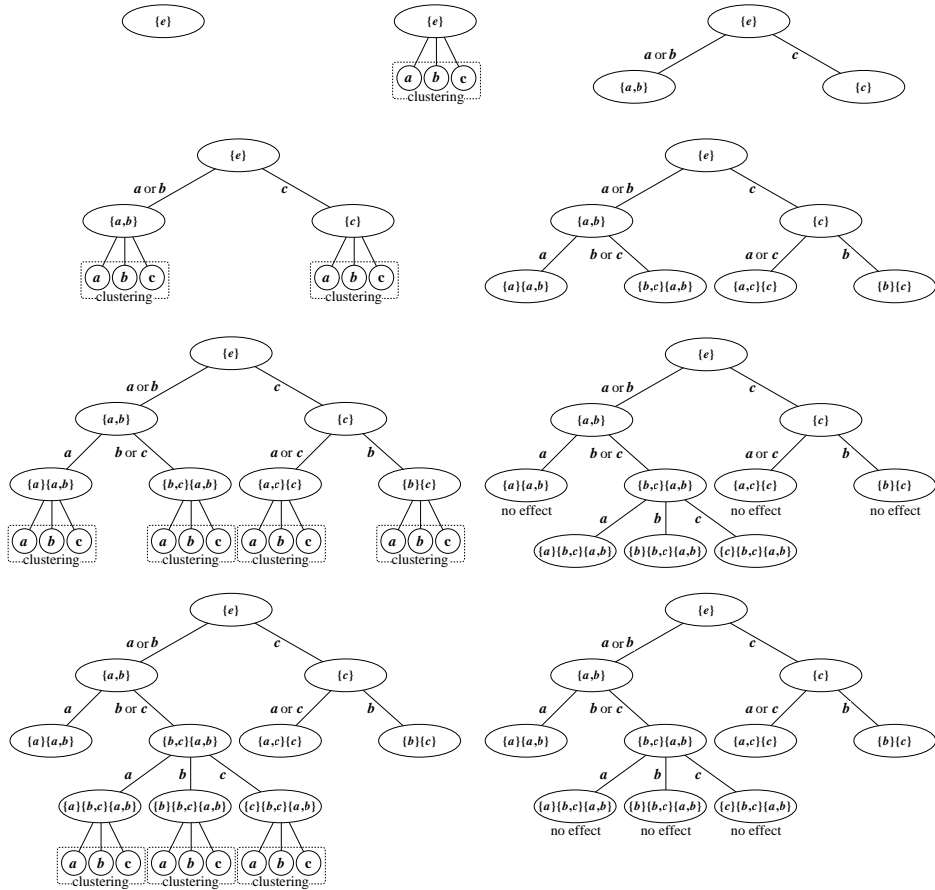 {e} {e} {e}
a or b c
a b c {a,b} {c}
clustering
{e} {e}
a or b c a or b c
{a,b} {c} {a,b} {c}
a b or c a or c b
a b c a b c {a}{a,b} {b,c}{a,b} {a,c}{c} {b}{c}
clustering clustering
{e} {e}
a or b c a or b c
{a,b} {c} {a,b} {c}
a b or c a or c b a b or c a or c b
{a}{a,b} {b,c}{a,b} {a,c}{c} {b}{c} {a}{a,b} {b,c}{a,b} {a,c}{c} {b}{c}
no effect no effect no effect
a b c
a b c a b c a b c a b c {a}{b,c}{a,b} {b}{b,c}{a,b} {c}{b,c}{a,b}
clustering clustering clustering clustering
{e} {e}
a or b c a or b c
{a,b} {c} {a,b} {c}
a b or c a or c b a b or c a or c b
{a}{a,b} {b,c}{a,b} {a,c}{c} {b}{c} {a}{a,b} {b,c}{a,b} {a,c}{c} {b}{c}
a b c a b c
{a}{b,c}{a,b} {b}{b,c}{a,b} {c}{b,c}{a,b} {a}{b,c}{a,b} {b}{b,c}{a,b} {c}{b,c}{a,b}
no effect no effect no effect
a b c a b c a b c
clustering clustering clustering